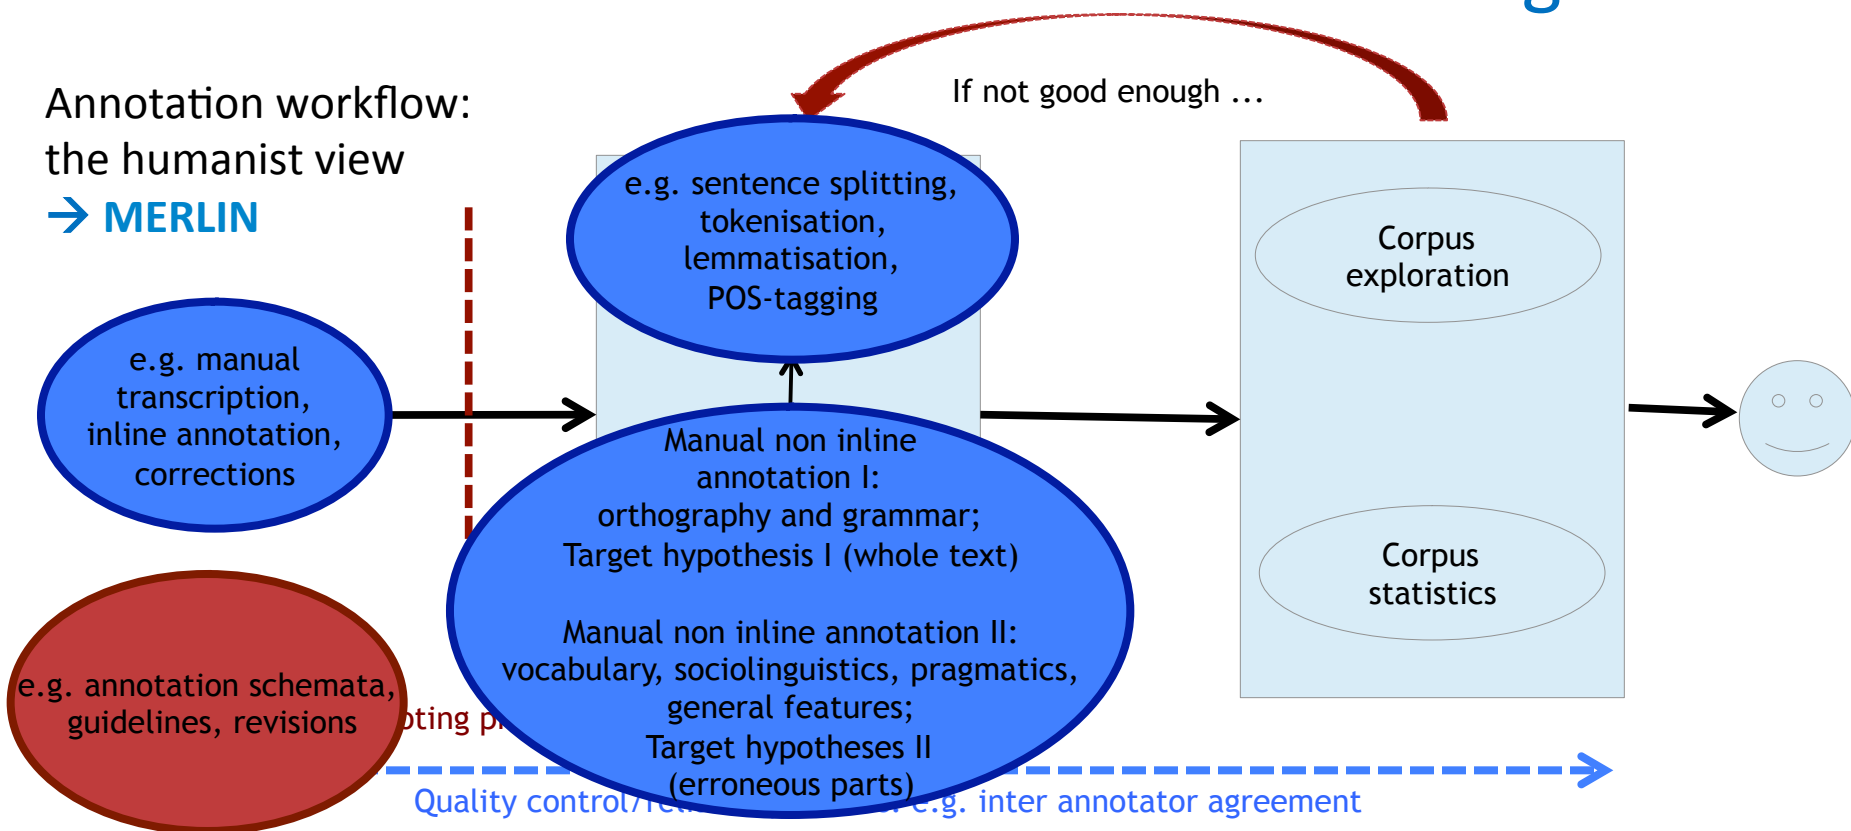 Annotation workflow:
the humanist view
→ MERLIN
If not good enough ...
e.g. sentence splitting,
tokenisation,
lemmatisation,
POS-tagging
Corpus
exploration
e.g. manual
transcription,
inline annotation,
corrections
Manual non inline
annotation I:
orthography and grammar;
Target hypothesis I (whole text)
Manual non inline annotation II:
vocabulary, sociolinguistics, pragmatics,
general features;
Target hypotheses II
(erroneous parts)
Corpus
statistics
e.g. annotation schemata,
guidelines, revisions
Quality control/ e.g. inter annotator agreement